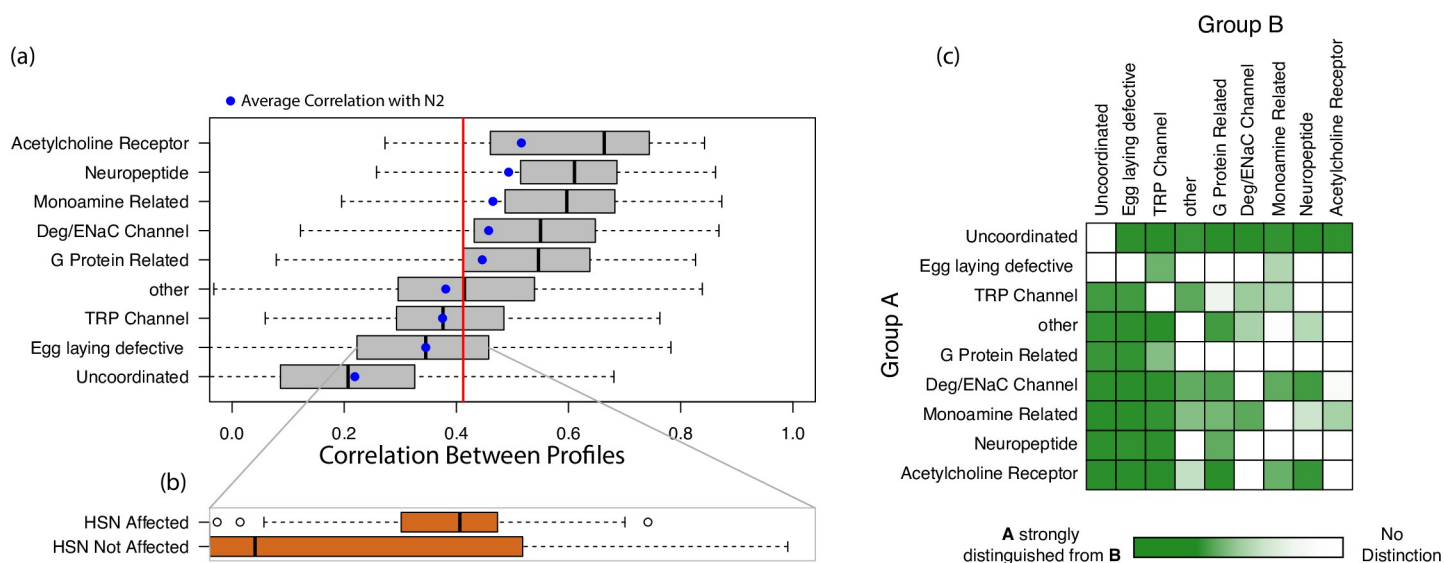 (a)
Average Correlation with N2
Acetylcholine Receptor
Neuropeptide
Monoamine Related
Deg/ENaC Channel
G Protein Related
other
TRP Channel
Egg laying defective
Uncoordinated
0.0 0.2 0.4 0.6 0.8 1.0
Correlation Between Profiles
(b)
HSN Affected
HSN Not Affected
(c)
Group B
Uncoordinated
Egg laying defective
TRP Channel
other
G Protein Related
Deg/ENaC Channel
Monoamine Related
Neuropeptide
Acetylcholine Receptor
Group A
Uncoordinated
Egg laying defective
TRP Channel
other
G Protein Related
Deg/ENaC Channel
Monoamine Related
Neuropeptide
Acetylcholine Receptor
A strongly
distinguished from B
No
Distinction